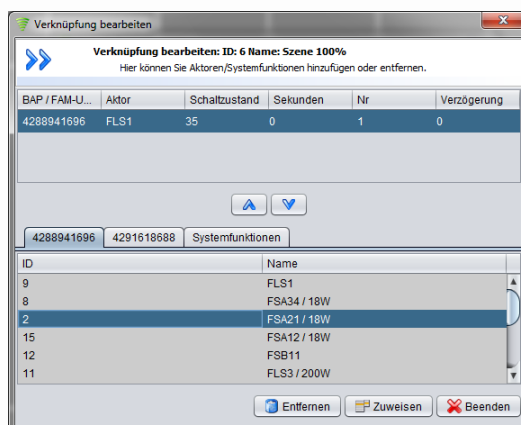 Verknüpfung bearbeiten
Verknüpfung bearbeiten: ID: 6 Name: Szene 100%
Hier können Sie Aktoren/Systemfunktionen hinzufügen oder entfernen.
BAP / FAM-U... Aktor Schaltzustand Sekunden Nr Verzögerung
4288941696 FLS1 35 0 1 0
4288941696 4291618688 Systemfunktionen
ID Name
9 FLS1
8 FSA34 / 18W
2 FSA21 / 18W
15 FSA12 / 18W
12 FSB11
11 FLS3 / 200W
Entfernen Zuweisen Beenden